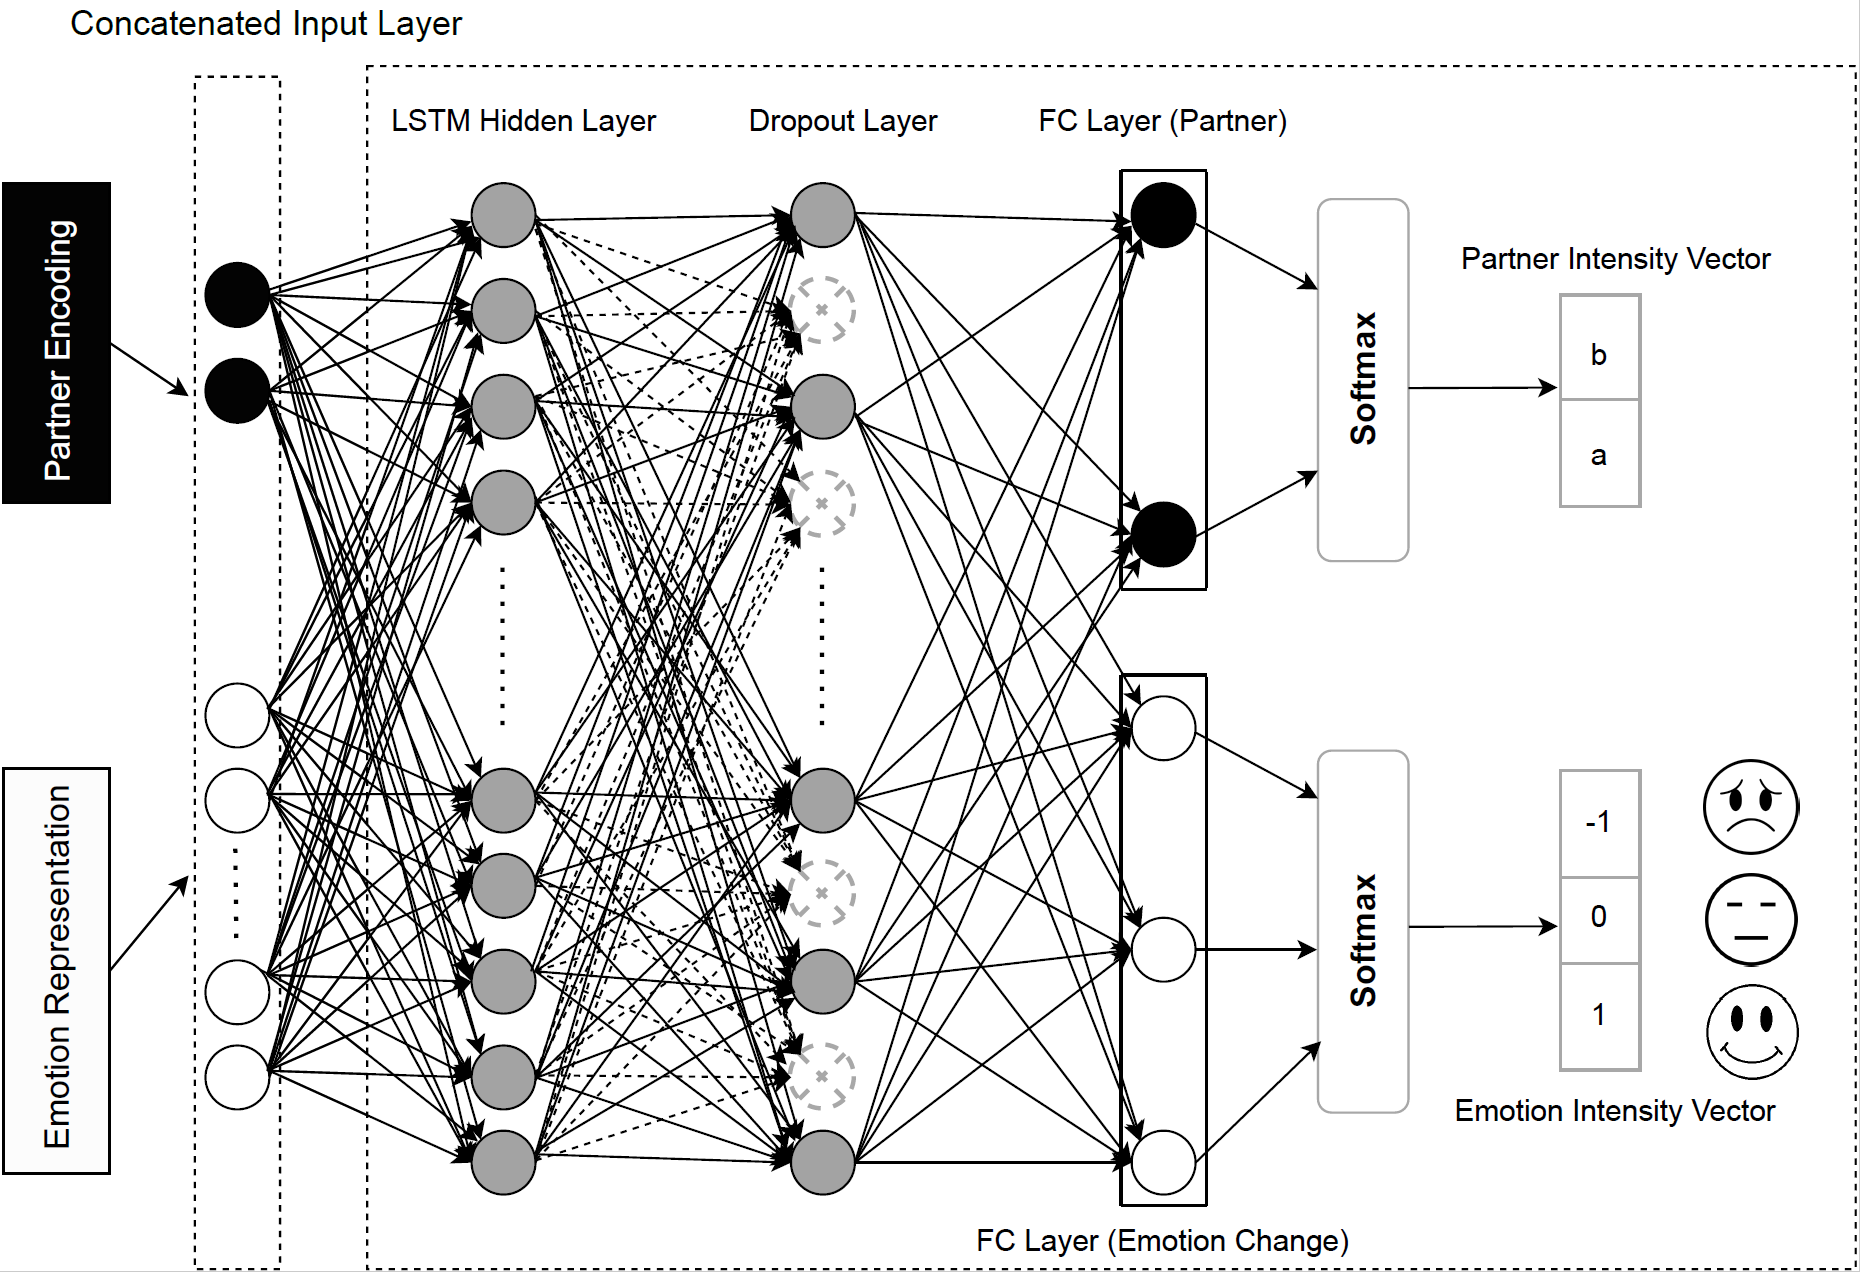 Concatenated Input Layer
LSTM Hidden Layer
Dropout Layer
FC Layer (Partner)
Partner Encoding
Softmax
Partner Intensity Vector
b
a
Emotion Representation
Softmax
-1
0
1
Emotion Intensity Vector
FC Layer (Emotion Change)